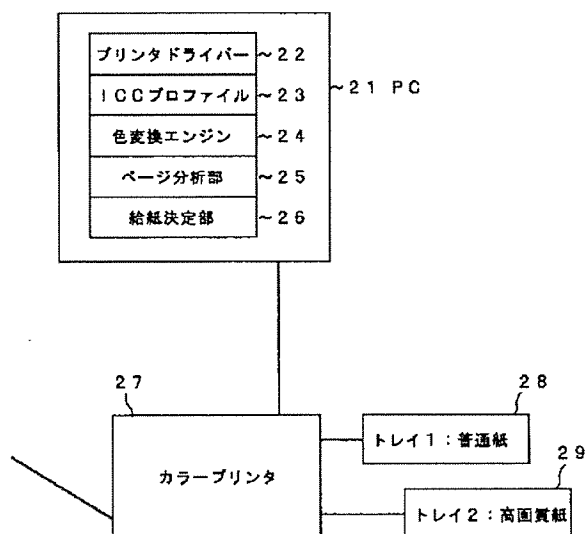 プリンタドライバー ~22
ICCプロファイル ~23
色変換エンジン ~24
ページ分析部 ~25
給紙決定部 ~26
~21 PC
27
カラープリンタ
28
トレイ1:普通紙
29
トレイ2:高画質紙